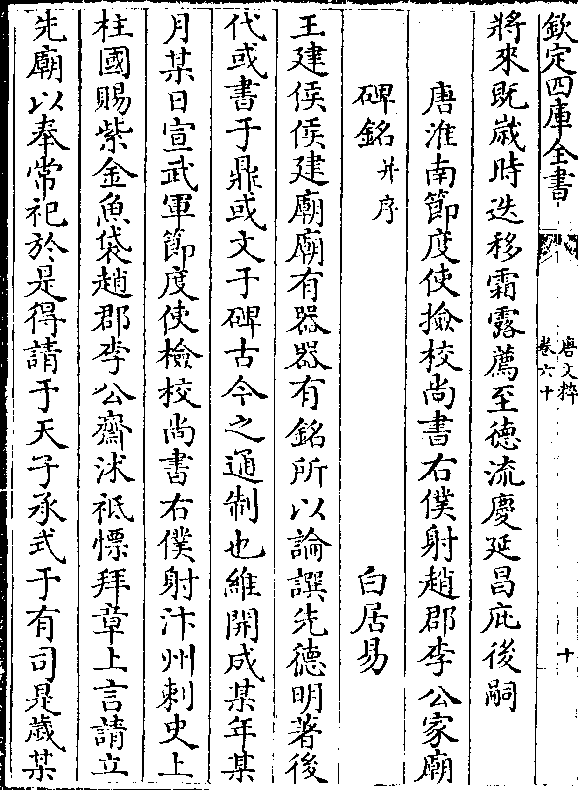 欽定四庫全書
唐文粹
卷六十
十
將來既歲時迭移霜露薦至德流慶延昌庇後嗣
唐淮南節度使撿校尚書右僕射趙郡李公家廟
碑銘并序 白居易
王建侯侯建廟廟有器器有銘所以論譔先德明著後
代或書于鼎或文于碑古今之通制也維開成某年某
月某日宣武軍節度使檢校尚書右僕射汴州刺史上
柱國賜紫金魚袋趙郡李公齋沭祗慄拜章上言請立
先廟以奉常祀於是得請于天子承式于有司是歲某